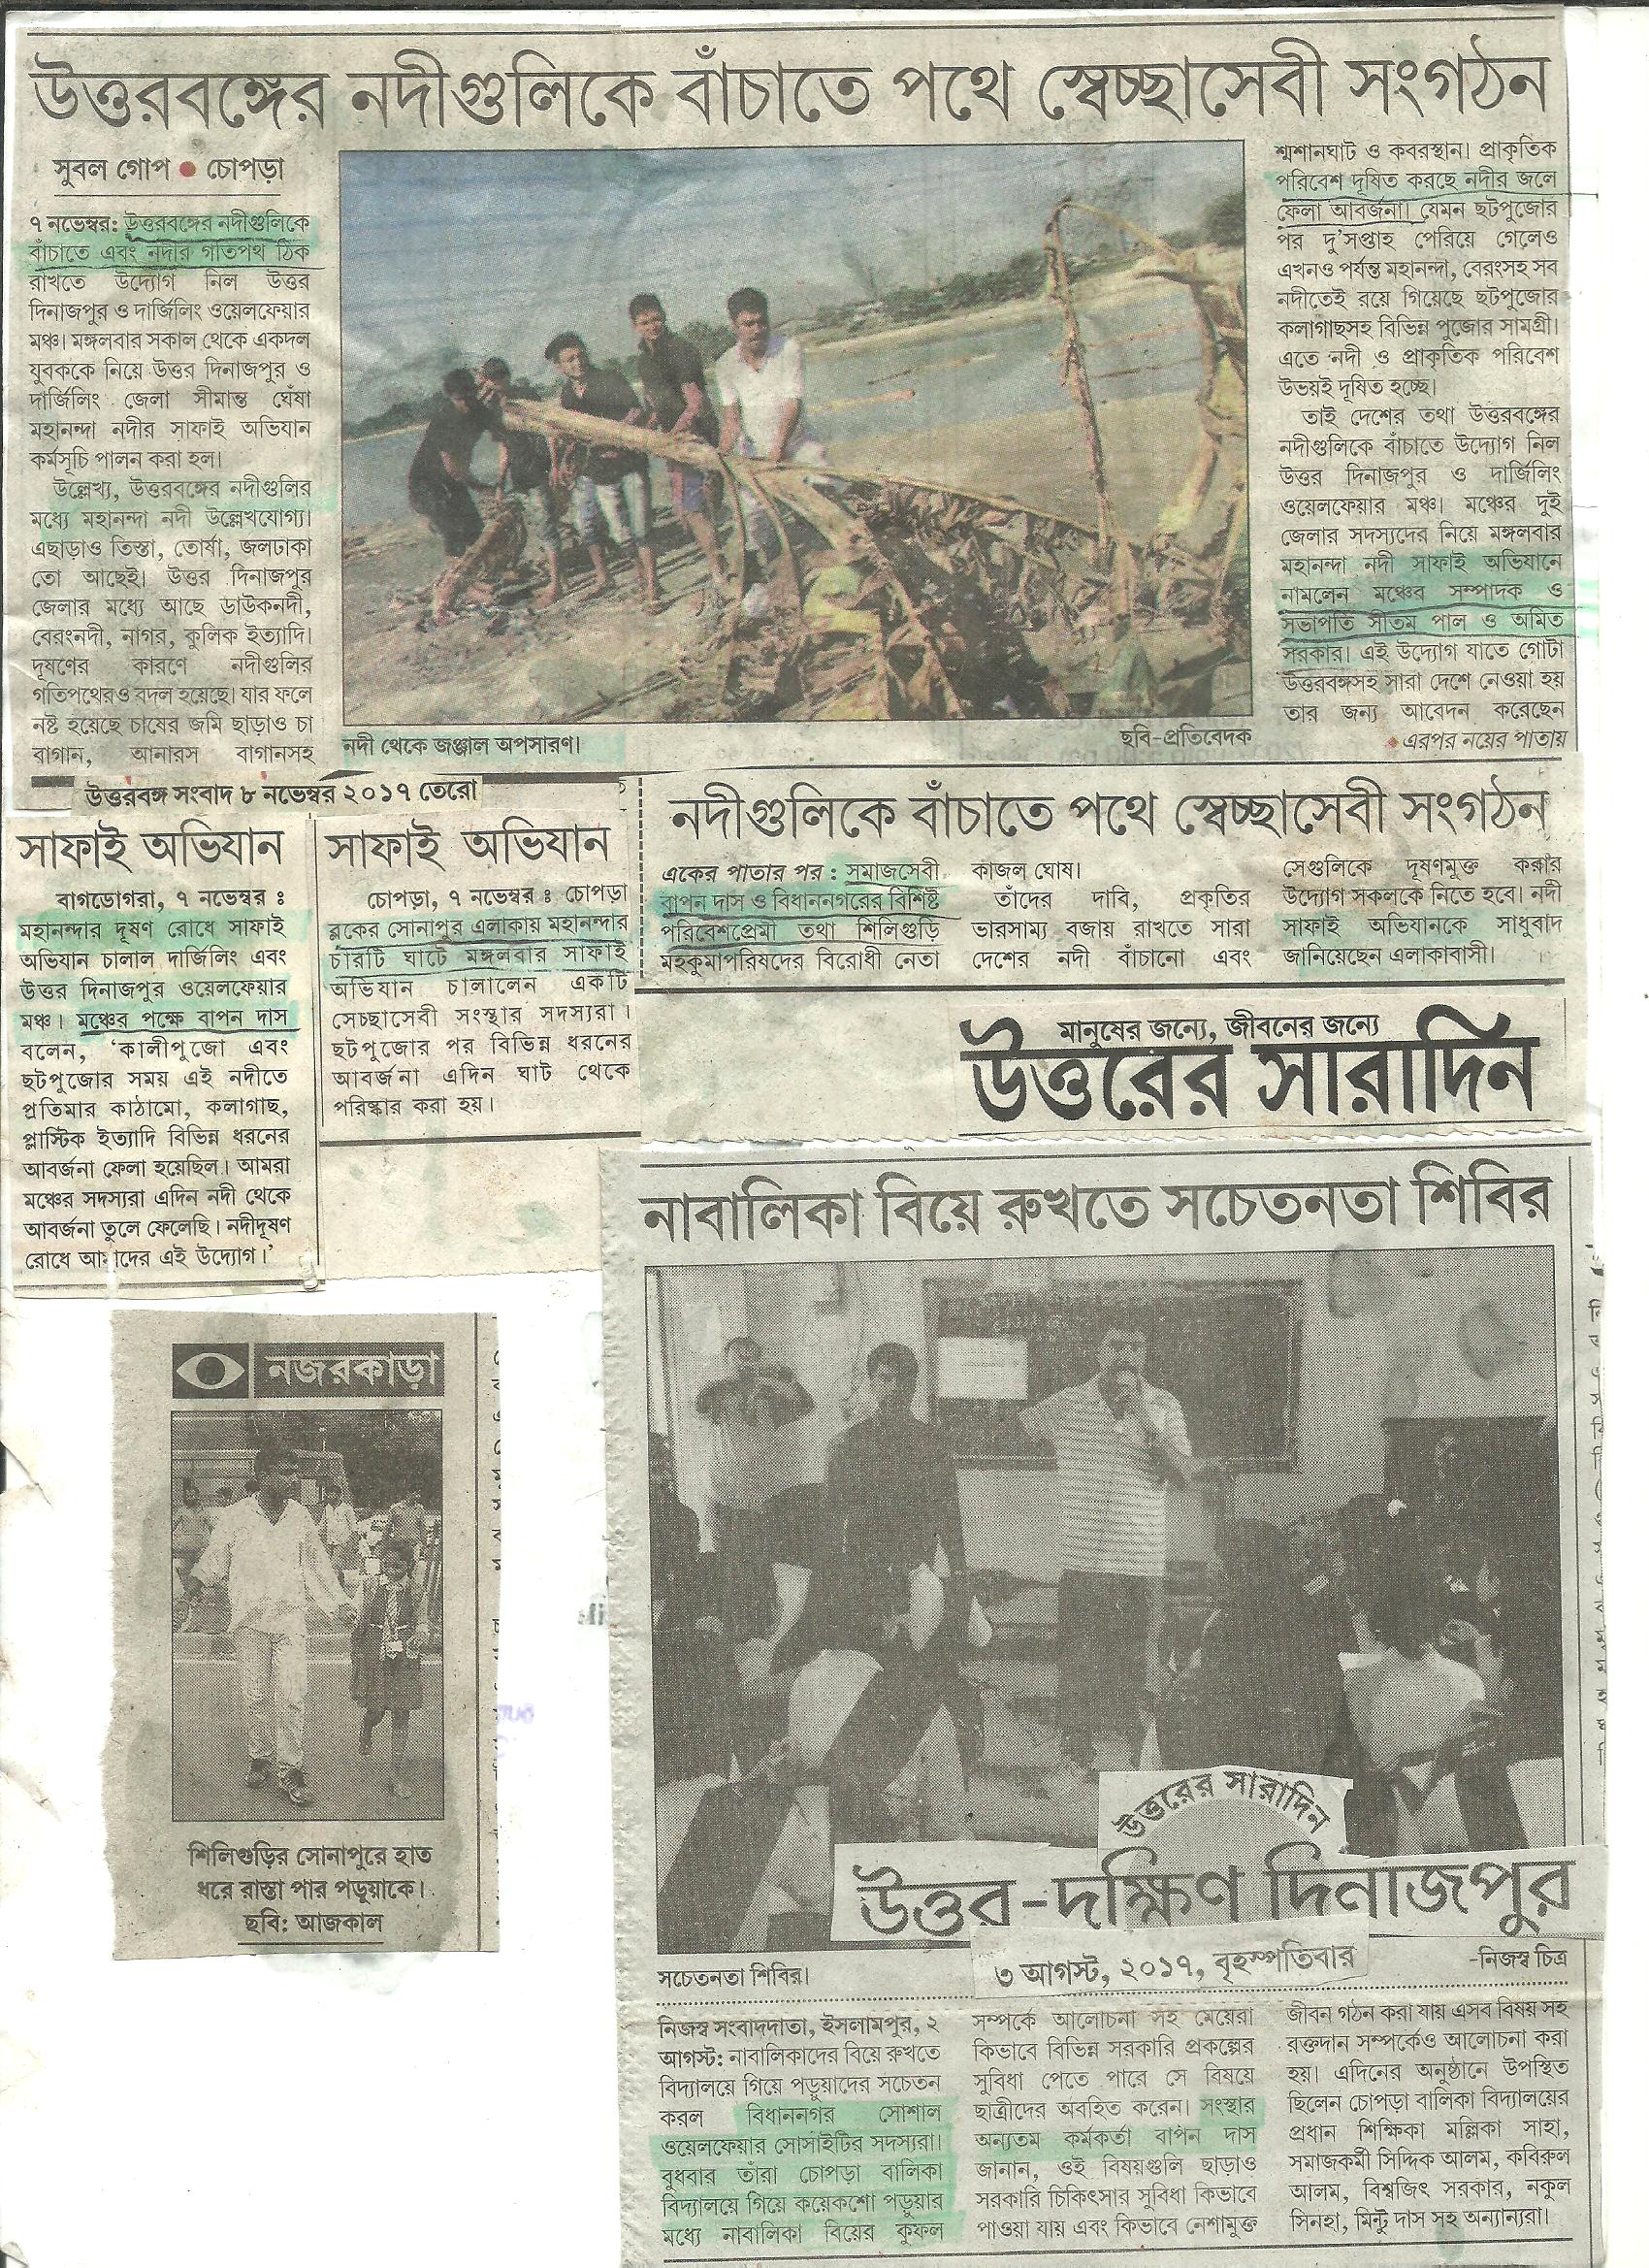 উত্তরবঙ্গের নদীগুলিকে বাঁচাতে পথে স্বেচ্ছাসেবী সংগঠন
সুবল গোপ ● চোপড়া
৭ নভেম্বর: উত্তরবঙ্গের নদীগুলিকে
বাঁচাতে এবং নদীর গতিপথ ঠিক
রাখতে উদ্যোগ নিল উত্তর
দিনাজপুর ও দার্জিলিং ওয়েলফেয়ার
মঞ্চ। মঙ্গলবার সকাল থেকে একদল
যুবককে নিয়ে উত্তর দিনাজপুর ও
দার্জিলিং জেলা সীমান্ত ঘেঁষা
মহানন্দা নদীর সাফাই অভিযান
কর্মসূচি পালন করা হল।
উল্লেখ্য, উত্তরবঙ্গের নদীগুলির
মধ্যে মহানন্দা নদী উল্লেখযোগ্য।
এছাড়াও তিস্তা, তোর্ষা, জলঢাকা
তো আছেই। উত্তর দিনাজপুর
জেলার মধ্যে আছে ডাউকনদী,
বেরংনদী, নাগর, কুলিক ইত্যাদি।
দূষণের কারণে নদীগুলির
গতিপথেরও বদল হয়েছে। যার ফলে
নষ্ট হয়েছে চাষের জমি ছাড়াও চা
বাগান, আনারস বাগানসহ
নদী থেকে জঞ্জাল অপসারণ।
ছবি-প্রতিবেদক
শ্মশানঘাট ও কবরস্থান। প্রাকৃতিক
পরিবেশ দূষিত করছে নদীর জলে
ফেলা আবর্জনা। যেমন ছটপুজোর
পর দু'সপ্তাহ পেরিয়ে গেলেও
এখনও পর্যন্ত মহানন্দা, বেরংসহ সব
নদীতেই রয়ে গিয়েছে ছটপুজোর
কলাগাছসহ বিভিন্ন পুজোর সামগ্রী।
এতে নদী ও প্রাকৃতিক পরিবেশ
উভয়ই দূষিত হচ্ছে।
তাই দেশের তথা উত্তরবঙ্গের
নদীগুলিকে বাঁচাতে উদ্যোগ নিল
উত্তর দিনাজপুর ও দার্জিলিং
ওয়েলফেয়ার মঞ্চ। মঞ্চের দুই
জেলার সদস্যদের নিয়ে মঙ্গলবার
মহানন্দা নদী সাফাই অভিযানে
নামলেন মঞ্চের সম্পাদক ও
সভাপতি সীতম পাল ও অমিত
সরকার। এই উদ্যোগ যাতে গোটা
উত্তরবঙ্গসহ সারা দেশে নেওয়া হয়
তার জন্য আবেদন করেছেন
● এরপর নয়ের পাতায়
উত্তরবঙ্গ সংবাদ ৮ নভেম্বর ২০১৭ তেরো
সাফাই অভিযান
বাগডোগরা, ৭ নভেম্বর ঃ
মহানন্দার দূষণ রোধে সাফাই
অভিযান চালাল দার্জিলিং এবং
উত্তর দিনাজপুর ওয়েলফেয়ার
মঞ্চ। মঞ্চের পক্ষে বাপন দাস
বলেন, 'কালীপুজো এবং
ছটপুজোর সময় এই নদীতে
প্রতিমার কাঠামো, কলাগাছ,
প্লাস্টিক ইত্যাদি বিভিন্ন ধরনের
আবর্জনা ফেলা হয়েছিল। আমরা
মঞ্চের সদস্যরা এদিন নদী থেকে
আবর্জনা তুলে ফেলেছি। নদীদূষণ
রোধে আমাদের এই উদ্যোগ।'
সাফাই অভিযান
চোপড়া, ৭ নভেম্বর ঃ চোপড়া
ব্লকের সোনাপুর এলাকায় মহানন্দার
চারটি ঘাটে মঙ্গলবার সাফাই
অভিযান চালালেন একটি
সেচ্ছাসেবী সংস্থার সদস্যরা।
ছটপুজোর পর বিভিন্ন ধরনের
আবর্জনা এদিন ঘাট থেকে
পরিষ্কার করা হয়।
নদীগুলিকে বাঁচাতে পথে স্বেচ্ছাসেবী সংগঠন
একের পাতার পর : সমাজসেবী
বাপন দাস ও বিধাননগরের বিশিষ্ট
পরিবেশপ্রেমী তথা শিলিগুড়ি
মহকুমাপরিষদের বিরোধী নেতা
কাজল ঘোষ।
তাঁদের দাবি, প্রকৃতির
ভারসাম্য বজায় রাখতে সারা
দেশের নদী বাঁচানো এবং
সেগুলিকে দূষণমুক্ত করার
উদ্যোগ সকলকে নিতে হবে। নদী
সাফাই অভিযানকে সাধুবাদ
জানিয়েছেন এলাকাবাসী।
মানুষের জন্যে, জীবনের জন্যে
উত্তরের সারাদিন
নাবালিকা বিয়ে রুখতে সচেতনতা শিবির
নজরকাড়া
শিলিগুড়ির সোনাপুরে হাত
ধরে রাস্তা পার পড়ুয়াকে।
ছবি: আজকাল
উত্তরের সারাদিন
উত্তর-দক্ষিণ দিনাজপুর
৩ আগস্ট, ২০১৭, বৃহস্পতিবার
সচেতনতা শিবির।
-নিজস্ব চিত্র
নিজস্ব সংবাদদাতা, ইসলামপুর, ২
আগস্ট: নাবালিকাদের বিয়ে রুখতে
বিদ্যালয়ে গিয়ে পড়ুয়াদের সচেতন
করল বিধাননগর সোশাল
ওয়েলফেয়ার সোসাইটির সদস্যরা।
বুধবার তাঁরা চোপড়া বালিকা
বিদ্যালয়ে গিয়ে কয়েকশো পড়ুয়ার
মধ্যে নাবালিকা বিয়ের কুফল
সম্পর্কে আলোচনা সহ মেয়েরা
কিভাবে বিভিন্ন সরকারি প্রকল্পের
সুবিধা পেতে পারে সে বিষয়ে
ছাত্রীদের অবহিত করেন। সংস্থার
অন্যতম কর্মকর্তা বাপন দাস
জানান, ওই বিষয়গুলি ছাড়াও
সরকারি চিকিৎসার সুবিধা কিভাবে
পাওয়া যায় এবং কিভাবে নেশামুক্ত
জীবন গঠন করা যায় এসব বিষয় সহ
রক্তদান সম্পর্কেও আলোচনা করা
হয়। এদিনের অনুষ্ঠানে উপস্থিত
ছিলেন চোপড়া বালিকা বিদ্যালয়ের
প্রধান শিক্ষিকা মল্লিকা সাহা,
সমাজকর্মী সিদ্দিক আলম, কবিরুল
আলম, বিশ্বজিৎ সরকার, নকুল
সিনহা, মিন্টু দাস সহ অন্যান্যরা।